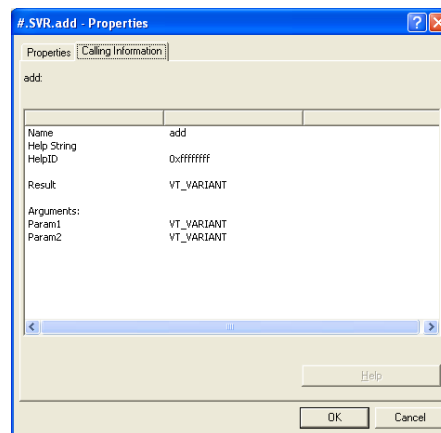 #.SVR.add - Properties
Properties Calling Information
add:
Name add
Help String
HelpID 0xffffffff
Result VT_VARIANT
Arguments:
Param1 VT_VARIANT
Param2 VT_VARIANT
Help
OK Cancel